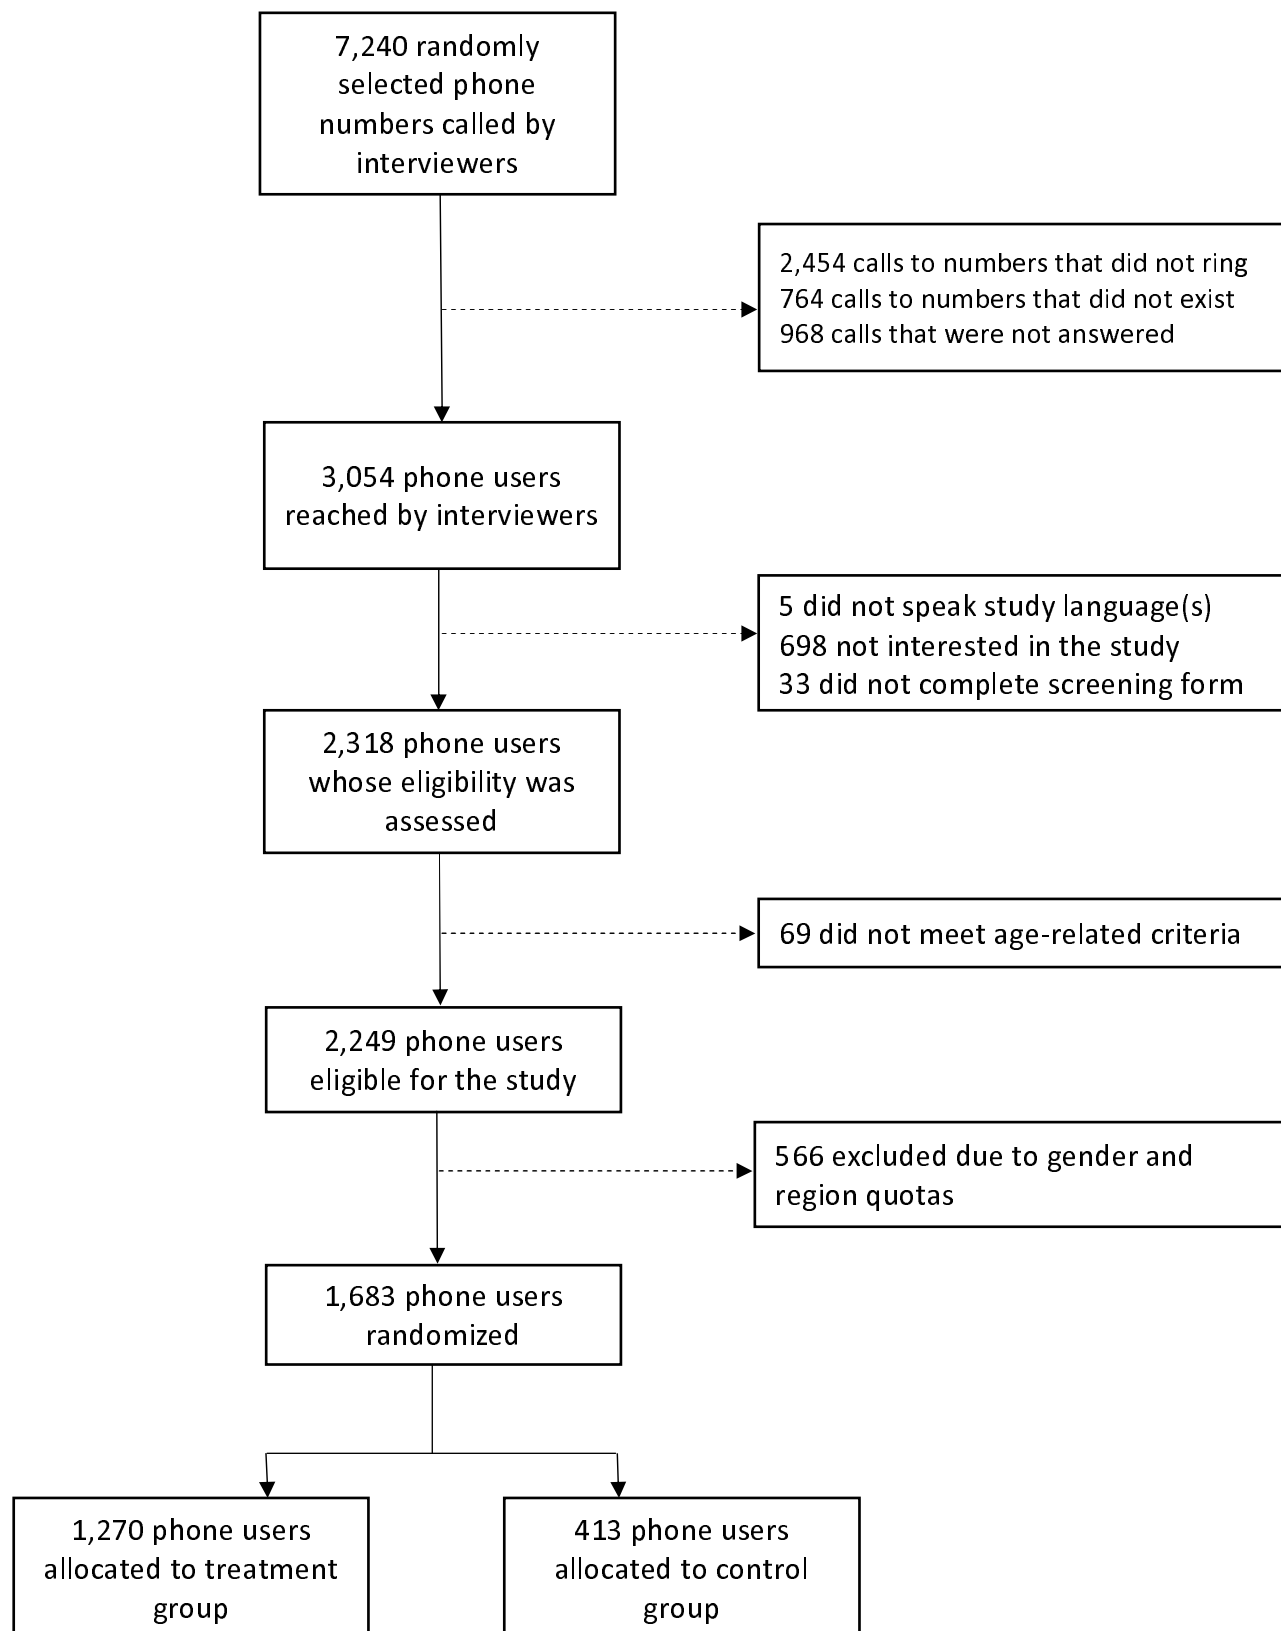 7,240 randomly
selected phone
numbers called by
interviewers
2,454 calls to numbers that did not ring
764 calls to numbers that did not exist
968 calls that were not answered
3,054 phone users
reached by interviewers
5 did not speak study language(s)
698 not interested in the study
33 did not complete screening form
2,318 phone users
whose eligibility was
assessed
69 did not meet age-related criteria
2,249 phone users
eligible for the study
566 excluded due to gender and
region quotas
1,683 phone users
randomized
1,270 phone users
allocated to treatment
group
413 phone users
allocated to control
group